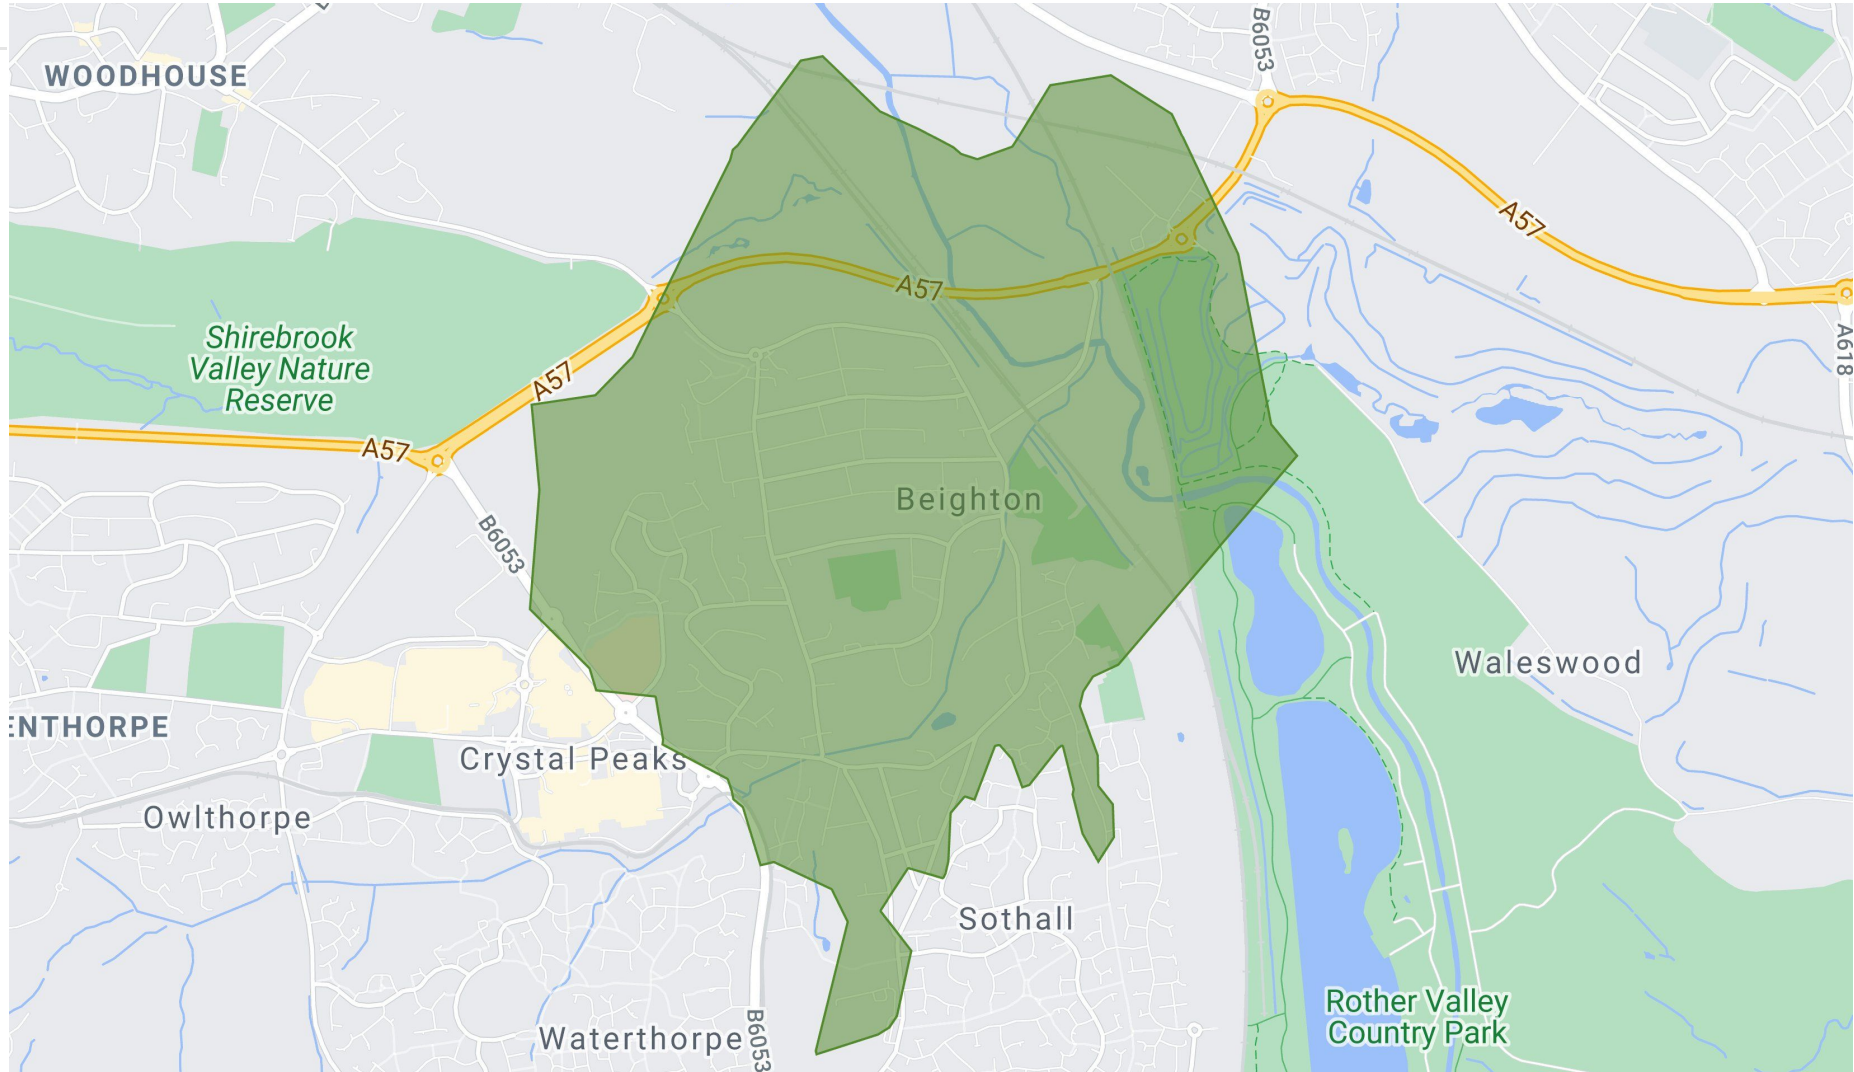 B6053
WOODHOUSE
A57
A57
Shirebrook
Valley Nature
Reserve
A57
A618
A57
B6053
Beighton
Waleswood
ENTHORPE
Crystal Peaks
Owlthorpe
Sothall
Rother Valley
Country Park
Waterthorpe
B6053